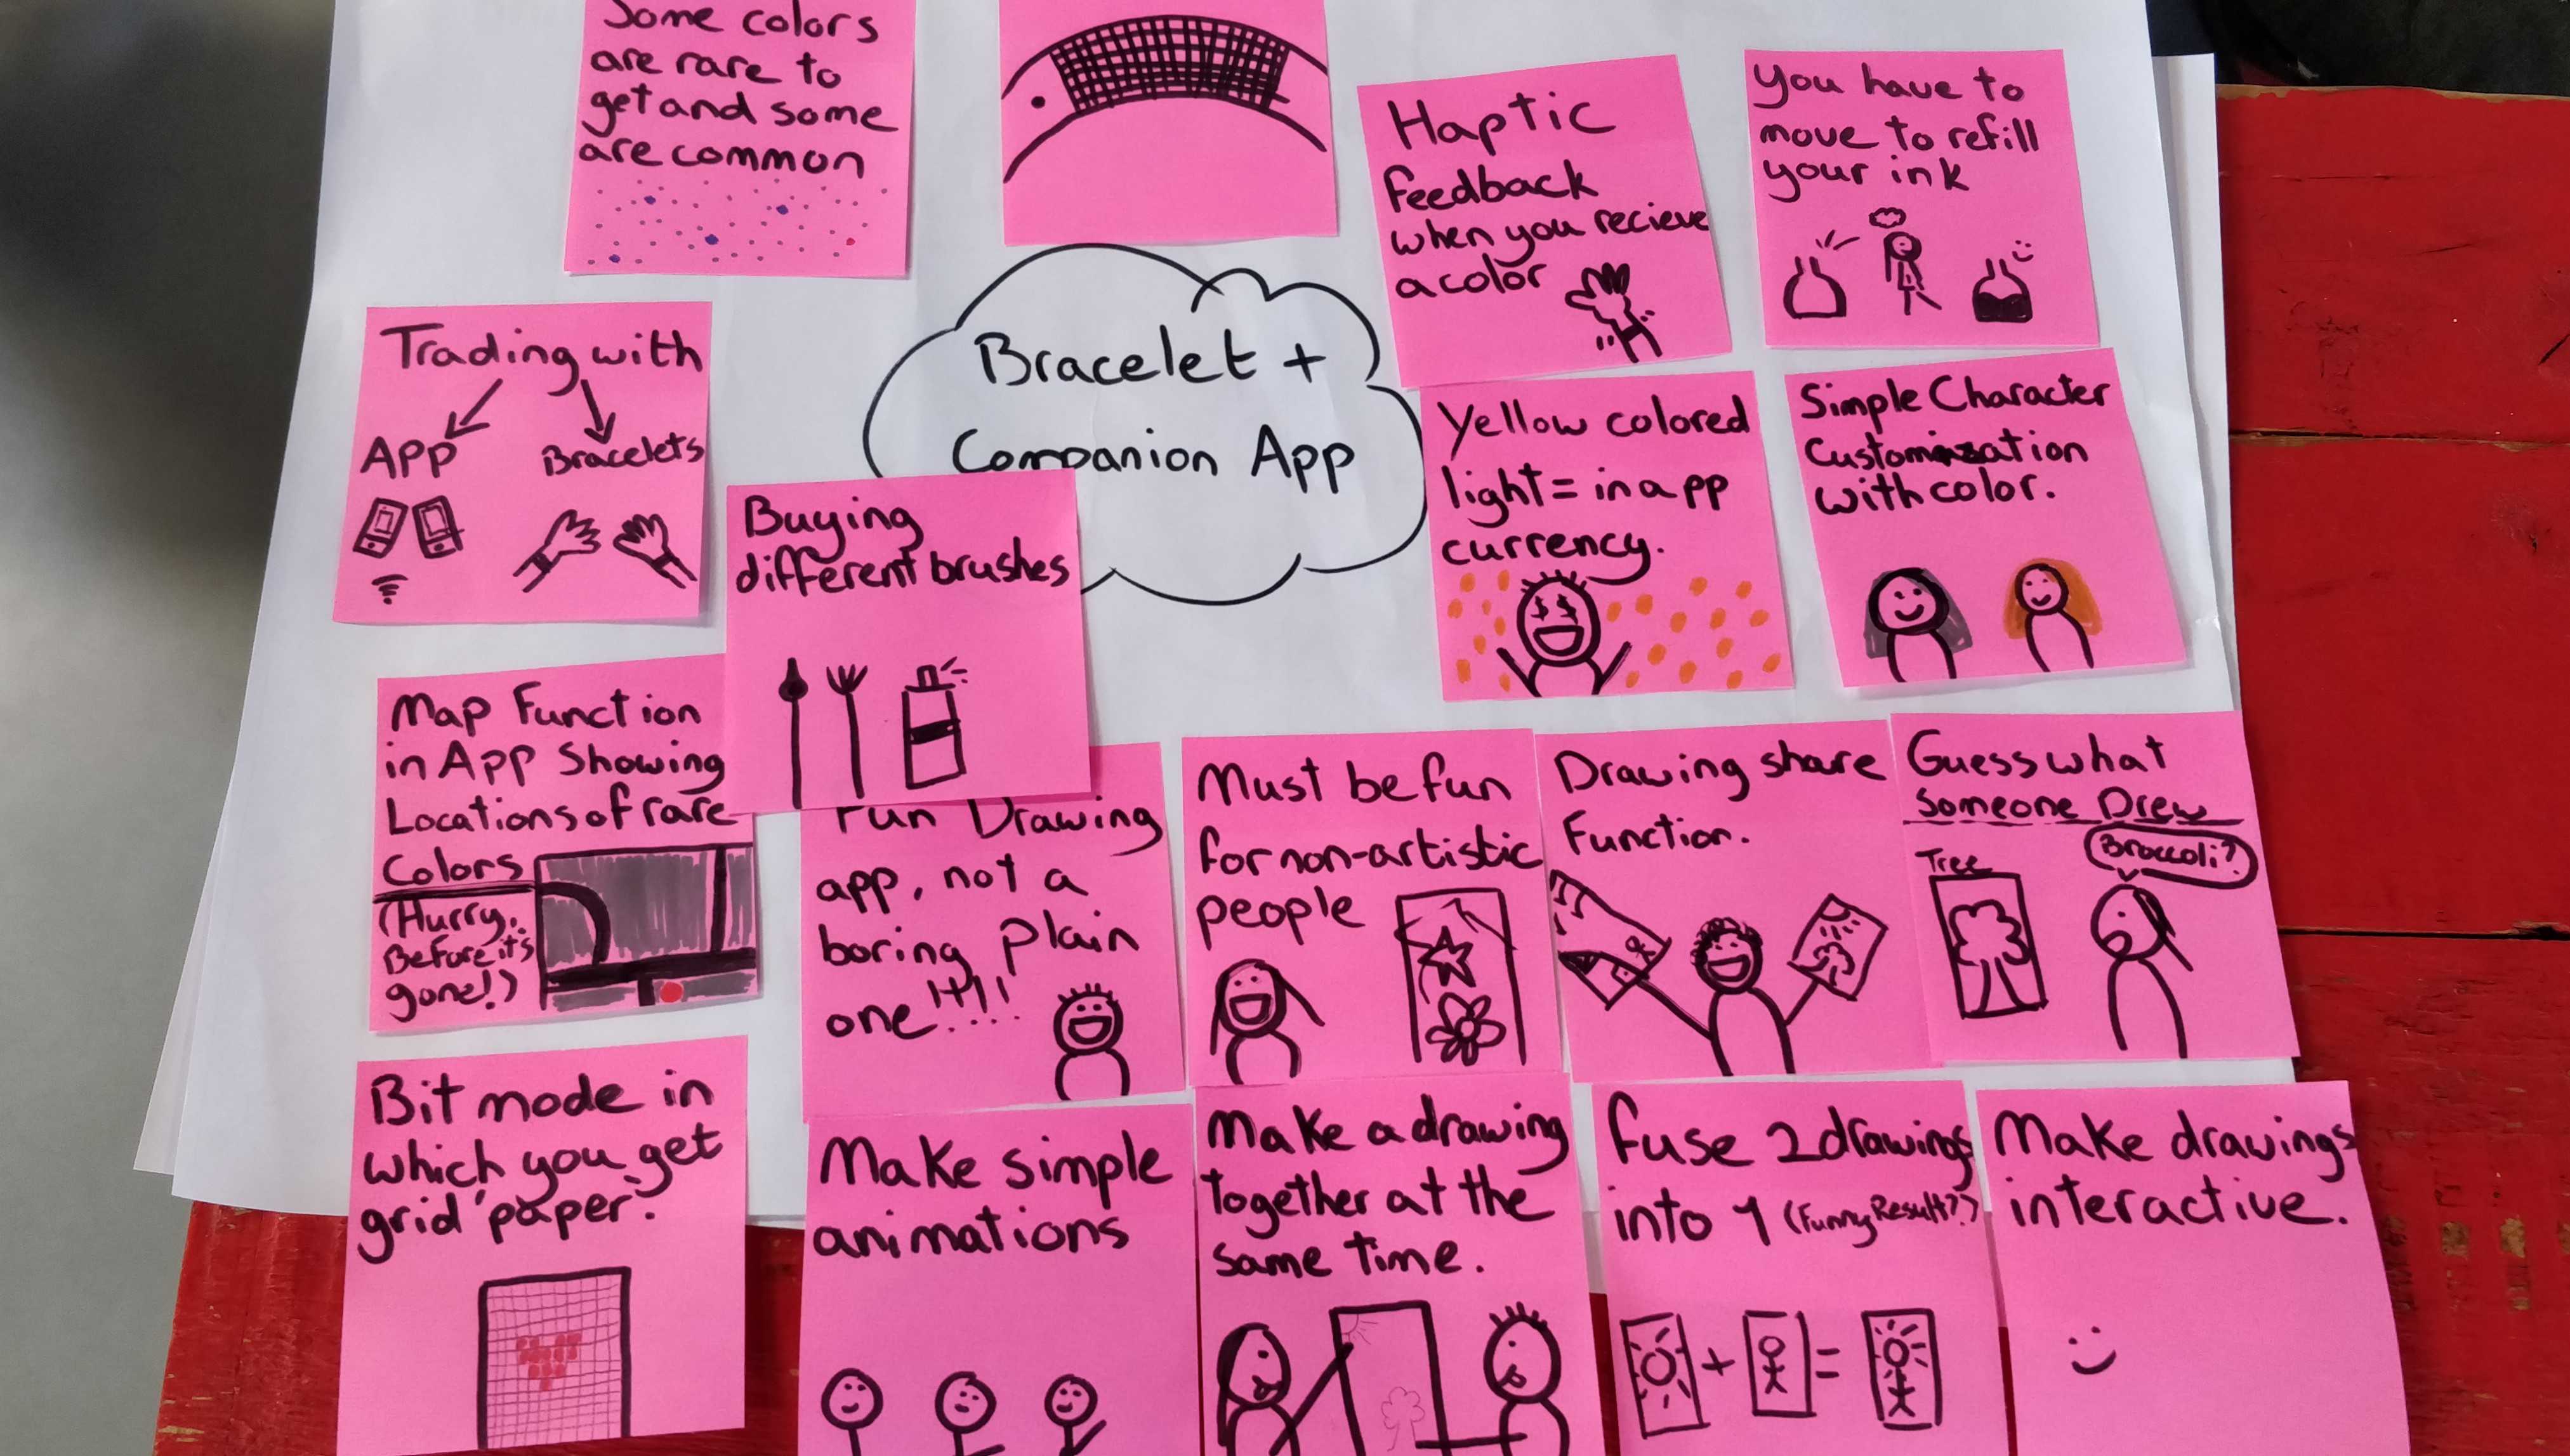 Some colors
are rare to
get and some
are common
Haptic
Feedback
when you recieve
a color
You have to
move to refill
your ink
Bracelet +
Companion App
Trading with
App
Bracelets
Buying
different brushes
Yellow colored
light = in app
currency.
Simple Character
Customization
with color.
Map Function
in App Showing
Locations of rare
Colors
(Hurry,
Before it's
gone!)
Fun Drawing
app, not a
boring plain
one!!!!
Must be fun
for non-artistic
people
Drawing share
Function.
Guess what
Someone Drew
Tree
Broccoli?
Bit mode in
which you get
grid 'paper'.
Make simple
animations
Make a drawing
together at the
same time.
Fuse 2 drawings
into 1 (Funny Result??)
+ =
Make drawings
interactive.